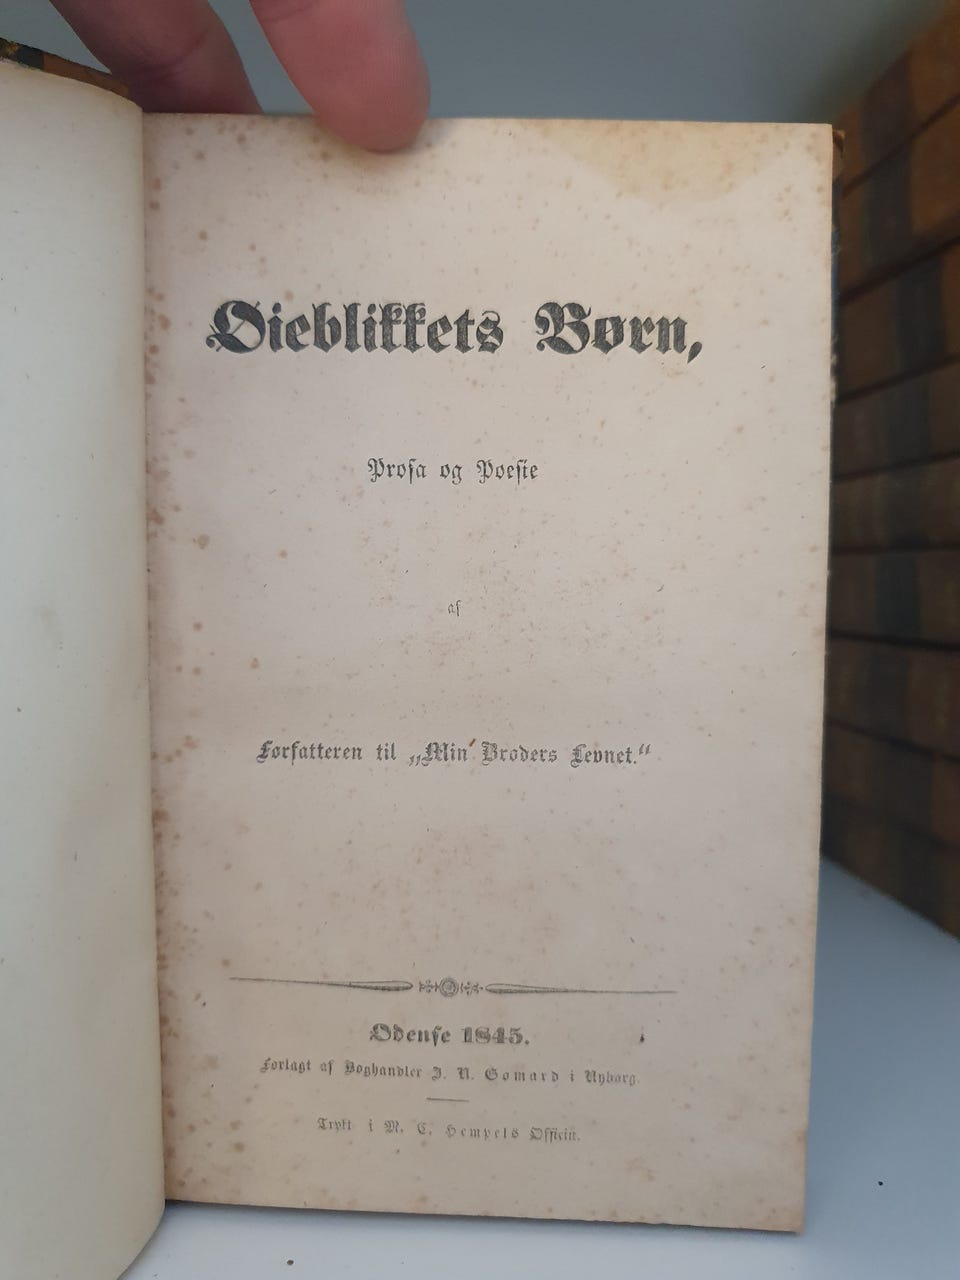 Øieblikkets Børn,
Prosa og Poesie
af
Forfatteren til „Min Broders Levnet.“
Odense 1845.
Forlagt af Boghandler J. N. Gomard i Nyborg.
Trykt i M. C. Hempels Officin.